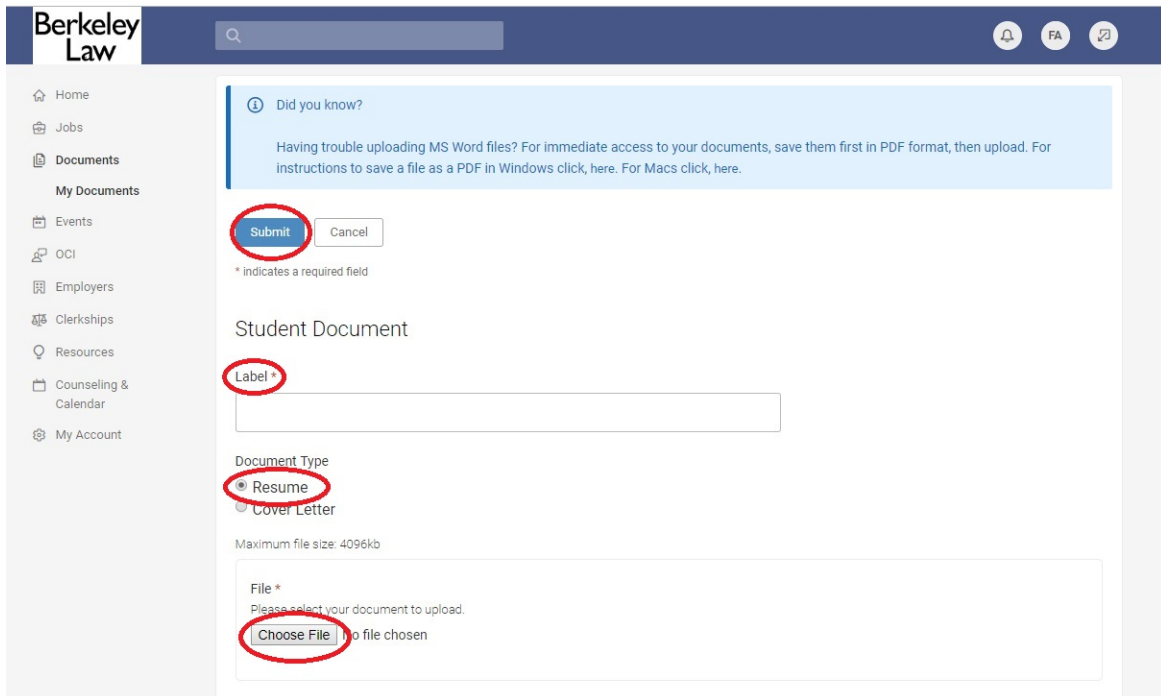 Berkeley
Law
FA
Home
Jobs
Documents
My Documents
Events
OCI
Employers
Clerkships
Resources
Counseling &
Calendar
My Account
Did you know?
Having trouble uploading MS Word files? For immediate access to your documents, save them first in PDF format, then upload. For
instructions to save a file as a PDF in Windows click, here. For Macs click, here.
Submit
Cancel
* indicates a required field
Student Document
Label *
Document Type
Resume
Cover Letter
Maximum file size: 4096kb
File *
Please select your document to upload.
Choose File No file chosen